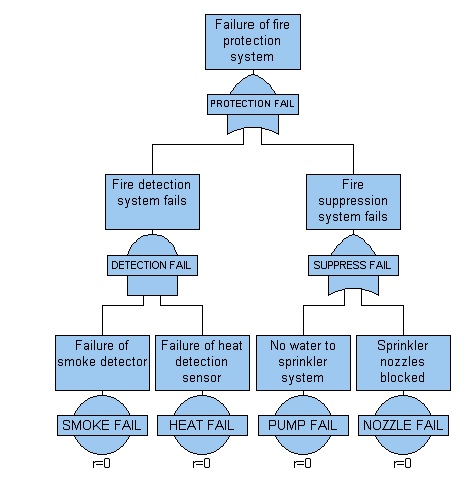 Failure of fire
protection
system
PROTECTION FAIL
Fire detection
system fails
Fire
suppression
system fails
DETECTION FAIL
SUPPRESS FAIL
Failure of
smoke detector
Failure of heat
detection
sensor
No water to
sprinkler
system
Sprinkler
nozzles
blocked
SMOKE FAIL
HEAT FAIL
PUMP FAIL
NOZZLE FAIL
r=0
r=0
r=0
r=0